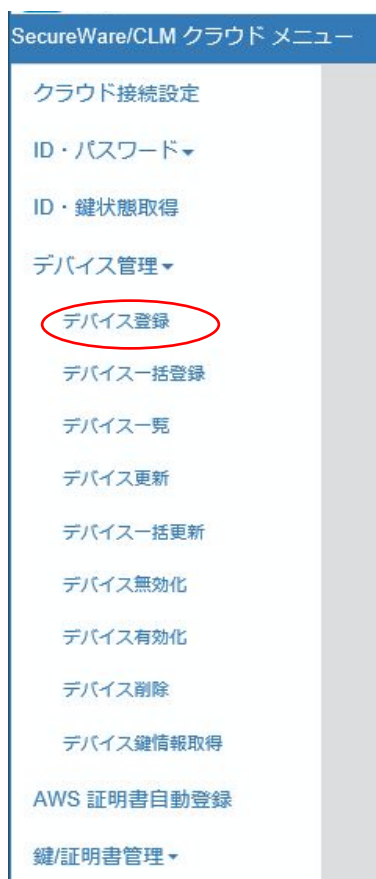 SecureWare/CLM クラウド メニュー
クラウド接続設定
ID・パスワード▼
ID・鍵状態取得
デバイス管理▼
デバイス登録
デバイス一括登録
デバイス一覧
デバイス更新
デバイス一括更新
デバイス無効化
デバイス有効化
デバイス削除
デバイス鍵情報取得
AWS 証明書自動登録
鍵/証明書管理▼